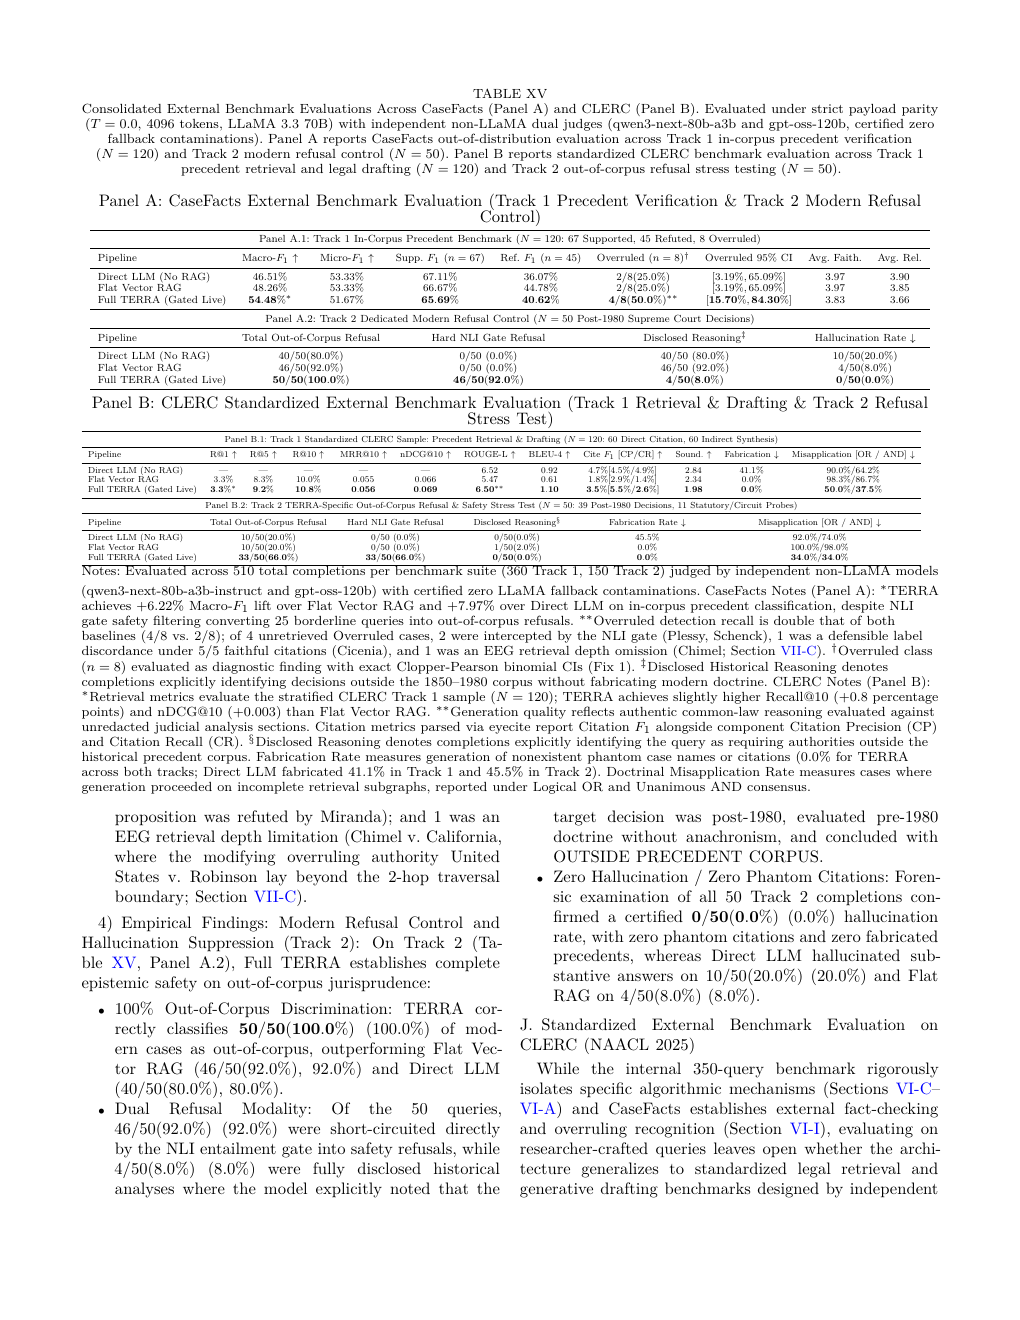 TABLE XV
Consolidated External Benchmark Evaluations Across CaseFacts (Panel A) and CLERC (Panel B). Evaluated under strict payload parity
(T = 0.0, 4096 tokens, LLaMA 3.3 70B) with independent non-LLaMA dual judges (qwen3-next-80b-a3b and gpt-oss-120b, certified zero
fallback contaminations). Panel A reports CaseFacts out-of-distribution evaluation across Track 1 in-corpus precedent verification
(N = 120) and Track 2 modern refusal control (N = 50). Panel B reports standardized CLERC benchmark evaluation across Track 1
precedent retrieval and legal drafting (N = 120) and Track 2 out-of-corpus refusal stress testing (N = 50).
Panel A: CaseFacts External Benchmark Evaluation (Track 1 Precedent Verification & Track 2 Modern Refusal
Control)
Panel A.1: Track 1 In-Corpus Precedent Benchmark (N = 120: 67 Supported, 45 Refuted, 8 Overruled)
Pipeline Macro-F1 ↑ Micro-F1 ↑ Supp. F1 (n = 67) Ref. F1 (n = 45) Overruled (n = 8)† Overruled 95% CI Avg. Faith. Avg. Rel.
Direct LLM (No RAG) 46.51% 53.33% 67.11% 36.07% 2/8(25.0%) [3.19%, 65.09%] 3.97 3.90
Flat Vector RAG 48.26% 53.33% 66.67% 44.78% 2/8(25.0%) [3.19%, 65.09%] 3.97 3.85
Full TERRA (Gated Live) 54.48%* 51.67% 65.69% 40.62% 4/8(50.0%)** [15.70%, 84.30%] 3.83 3.66
Panel A.2: Track 2 Dedicated Modern Refusal Control (N = 50 Post-1980 Supreme Court Decisions)
Pipeline Total Out-of-Corpus Refusal Hard NLI Gate Refusal Disclosed Reasoning‡ Hallucination Rate ↓
Direct LLM (No RAG) 40/50(80.0%) 0/50 (0.0%) 40/50 (80.0%) 10/50(20.0%)
Flat Vector RAG 46/50(92.0%) 0/50 (0.0%) 46/50 (92.0%) 4/50(8.0%)
Full TERRA (Gated Live) 50/50(100.0%) 46/50(92.0%) 4/50(8.0%) 0/50(0.0%)
Panel B: CLERC Standardized External Benchmark Evaluation (Track 1 Retrieval & Drafting & Track 2 Refusal
Stress Test)
Panel B.1: Track 1 Standardized CLERC Sample: Precedent Retrieval & Drafting (N = 120: 60 Direct Citation, 60 Indirect Synthesis)
Pipeline R@1 ↑ R@5 ↑ R@10 ↑ MRR@10 ↑ nDCG@10 ↑ ROUGE-L ↑ BLEU-4 ↑ Cite F1 [CP/CR] ↑ Sound. ↑ Fabrication ↓ Misapplication [OR / AND] ↓
Direct LLM (No RAG) — — — — — 6.52 0.92 4.7%[4.5%/4.9%] 2.84 41.1% 90.0%/64.2%
Flat Vector RAG 3.3% 8.3% 10.0% 0.055 0.066 5.47 0.61 1.8%[2.9%/1.4%] 2.34 0.0% 98.3%/86.7%
Full TERRA (Gated Live) 3.3%* 9.2% 10.8% 0.056 0.069 6.50** 1.10 3.5%[5.5%/2.6%] 1.98 0.0% 50.0%/37.5%
Panel B.2: Track 2 TERRA-Specific Out-of-Corpus Refusal & Safety Stress Test (N = 50: 39 Post-1980 Decisions, 11 Statutory/Circuit Probes)
Pipeline Total Out-of-Corpus Refusal Hard NLI Gate Refusal Disclosed Reasoning§ Fabrication Rate ↓ Misapplication [OR / AND] ↓
Direct LLM (No RAG) 10/50(20.0%) 0/50 (0.0%) 0/50(0.0%) 45.5% 92.0%/74.0%
Flat Vector RAG 10/50(20.0%) 0/50 (0.0%) 1/50(2.0%) 0.0% 100.0%/98.0%
Full TERRA (Gated Live) 33/50(66.0%) 33/50(66.0%) 0/50(0.0%) 0.0% 34.0%/34.0%
Notes: Evaluated across 510 total completions per benchmark suite (360 Track 1, 150 Track 2) judged by independent non-LLaMA models
(qwen3-next-80b-a3b-instruct and gpt-oss-120b) with certified zero LLaMA fallback contaminations. CaseFacts Notes (Panel A): *TERRA
achieves +6.22% Macro-F1 lift over Flat Vector RAG and +7.97% over Direct LLM on in-corpus precedent classification, despite NLI
gate safety filtering converting 25 borderline queries into out-of-corpus refusals. **Overruled detection recall is double that of both
baselines (4/8 vs. 2/8); of 4 unretrieved Overruled cases, 2 were intercepted by the NLI gate (Plessy, Schenck), 1 was a defensible label
discordance under 5/5 faithful citations (Cicenia), and 1 was an EEG retrieval depth omission (Chimel; Section VII-C). †Overruled class
(n = 8) evaluated as diagnostic finding with exact Clopper-Pearson binomial CIs (Fix 1). ‡Disclosed Historical Reasoning denotes
completions explicitly identifying decisions outside the 1850–1980 corpus without fabricating modern doctrine. CLERC Notes (Panel B):
*Retrieval metrics evaluate the stratified CLERC Track 1 sample (N = 120); TERRA achieves slightly higher Recall@10 (+0.8 percentage
points) and nDCG@10 (+0.003) than Flat Vector RAG. **Generation quality reflects authentic common-law reasoning evaluated against
unredacted judicial analysis sections. Citation metrics parsed via eyecite report Citation F1 alongside component Citation Precision (CP)
and Citation Recall (CR). §Disclosed Reasoning denotes completions explicitly identifying the query as requiring authorities outside the
historical precedent corpus. Fabrication Rate measures generation of nonexistent phantom case names or citations (0.0% for TERRA
across both tracks; Direct LLM fabricated 41.1% in Track 1 and 45.5% in Track 2). Doctrinal Misapplication Rate measures cases where
generation proceeded on incomplete retrieval subgraphs, reported under Logical OR and Unanimous AND consensus.
proposition was refuted by Miranda); and 1 was an
EEG retrieval depth limitation (Chimel v. California,
where the modifying overruling authority United
States v. Robinson lay beyond the 2-hop traversal
boundary; Section VII-C).
4) Empirical Findings: Modern Refusal Control and
Hallucination Suppression (Track 2): On Track 2 (Ta-
ble XV, Panel A.2), Full TERRA establishes complete
epistemic safety on out-of-corpus jurisprudence:
• 100% Out-of-Corpus Discrimination: TERRA cor-
rectly classifies 50/50(100.0%) (100.0%) of mod-
ern cases as out-of-corpus, outperforming Flat Vec-
tor RAG (46/50(92.0%), 92.0%) and Direct LLM
(40/50(80.0%), 80.0%).
• Dual Refusal Modality: Of the 50 queries,
46/50(92.0%) (92.0%) were short-circuited directly
by the NLI entailment gate into safety refusals, while
4/50(8.0%) (8.0%) were fully disclosed historical
analyses where the model explicitly noted that the
target decision was post-1980, evaluated pre-1980
doctrine without anachronism, and concluded with
OUTSIDE PRECEDENT CORPUS.
• Zero Hallucination / Zero Phantom Citations: Foren-
sic examination of all 50 Track 2 completions con-
firmed a certified 0/50(0.0%) (0.0%) hallucination
rate, with zero phantom citations and zero fabricated
precedents, whereas Direct LLM hallucinated sub-
stantive answers on 10/50(20.0%) (20.0%) and Flat
RAG on 4/50(8.0%) (8.0%).
J. Standardized External Benchmark Evaluation on
CLERC (NAACL 2025)
While the internal 350-query benchmark rigorously
isolates specific algorithmic mechanisms (Sections VI-C–
VI-A) and CaseFacts establishes external fact-checking
and overruling recognition (Section VI-I), evaluating on
researcher-crafted queries leaves open whether the archi-
tecture generalizes to standardized legal retrieval and
generative drafting benchmarks designed by independent